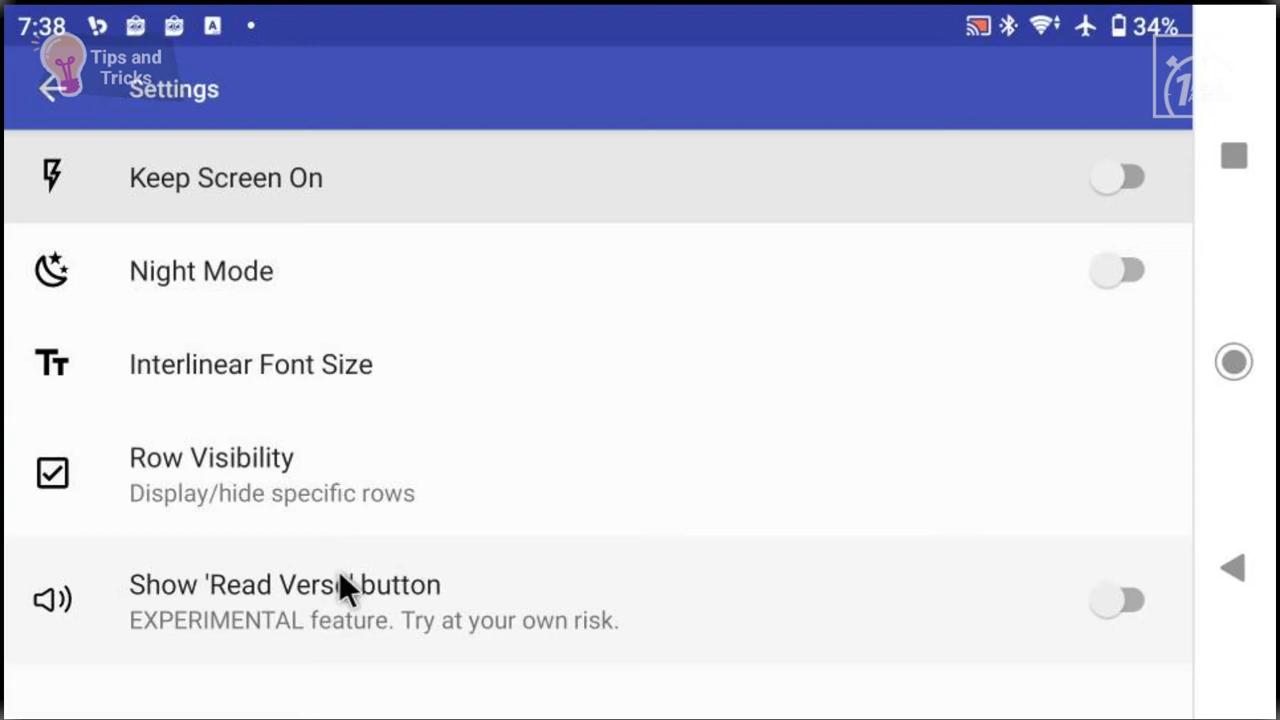 7:38
34%
Tips and
Tricks
Settings
Keep Screen On
Night Mode
Interlinear Font Size
Row Visibility
Display/hide specific rows
Show 'Read Verse' button
EXPERIMENTAL feature. Try at your own risk.